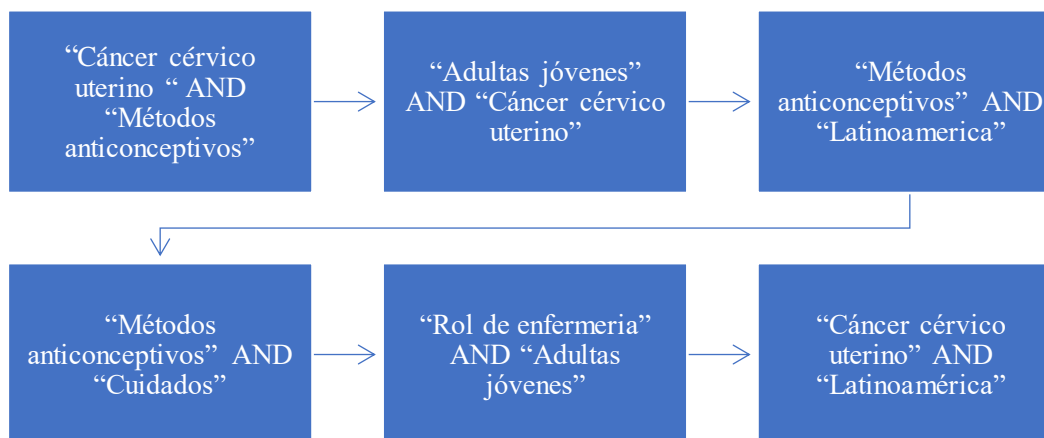 “Cáncer cérvico
uterino “ AND
“Métodos
anticonceptivos”
“Adultas jóvenes”
AND “Cáncer cérvico
uterino”
“Métodos
anticonceptivos” AND
“Latinoamerica”
“Métodos
anticonceptivos” AND
“Cuidados”
“Rol de enfermeria”
AND “Adultas
jóvenes”
“Cáncer cérvico
uterino” AND
“Latinoamérica”